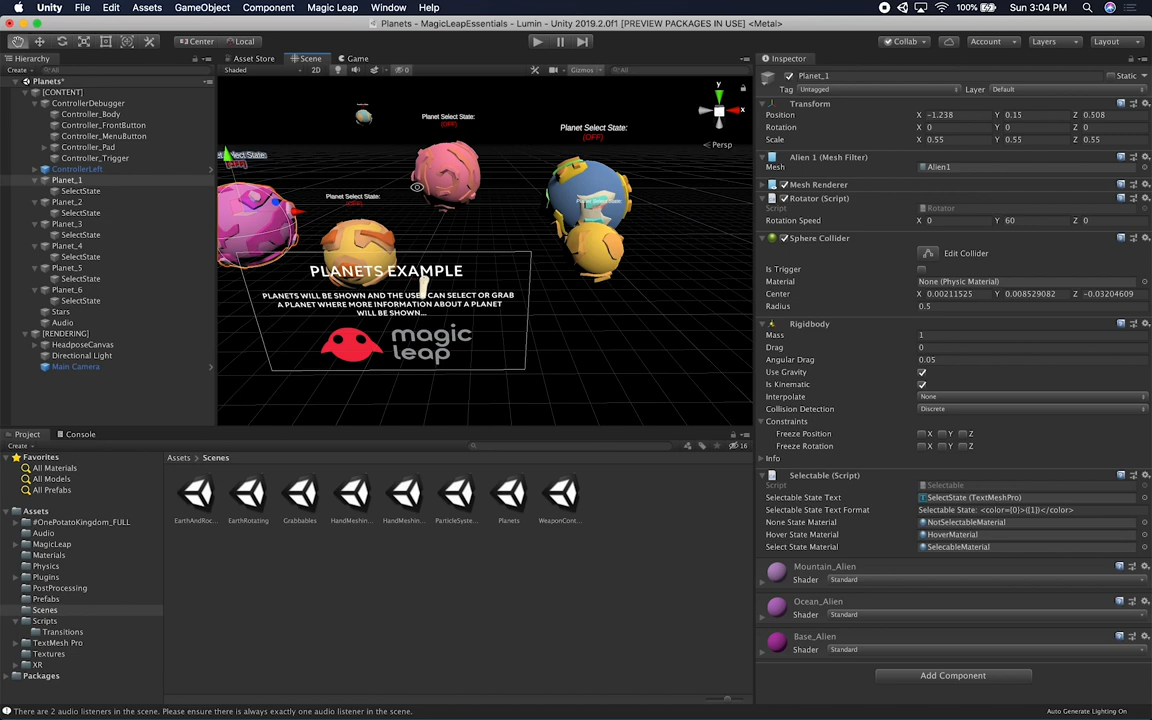 Unity File Edit Assets GameObject Component Magic Leap Window Help 100% Sun 3:04 PM
Planets - MagicLeapEssentials - Lumin - Unity 2019.2.0f1 [PREVIEW PACKAGES IN USE] <Metal>
Center Local Collab Account Layers Layout
Hierarchy Asset Store Scene Game Inspector
Create All Shaded 2D 0 Gizmos All
Planet_1 Static
Tag Untagged Layer Default
Planets*
[CONTENT]
ControllerDebugger
Controller_Body
Controller_FrontButton
Controller_MenuButton
Controller_Pad
Controller_Trigger
ControllerLeft
Planet_1
SelectState
Planet_2
SelectState
Planet_3
SelectState
Planet_4
SelectState
Planet_5
SelectState
Planet_6
SelectState
Stars
Audio
[RENDERING]
HeadposeCanvas
Directional Light
Main Camera
y
x
Persp
Planet Select State:
(OFF)
Planet Select State:
(OFF)
Select State:
Planet Select State:
(OFF)
PLANETS EXAMPLE
PLANETS WILL BE SHOWN AND THE USER CAN SELECT OR GRAB
A PLANET WHERE MORE INFORMATION ABOUT A PLANET
WILL BE SHOWN...
magic
leap
Transform
Position X -1.238 Y 0.15 Z 0.508
Rotation X 0 Y 0 Z 0
Scale X 0.55 Y 0.55 Z 0.55
Alien 1 (Mesh Filter)
Mesh Alien1
Mesh Renderer
Rotator (Script)
Script Rotator
Rotation Speed X 0 Y 60 Z 0
Sphere Collider
Edit Collider
Is Trigger
Material None (Physic Material)
Center X 0.00211525 Y 0.008529082 Z -0.03204609
Radius 0.5
Rigidbody
Mass 1
Drag 0
Angular Drag 0.05
Use Gravity
Is Kinematic
Interpolate None
Collision Detection Discrete
Constraints
Freeze Position X Y Z
Freeze Rotation X Y Z
Info
Selectable (Script)
Script Selectable
Selectable State Text SelectState (TextMeshPro)
Selectable State Text Format Selectable State: <color={0}>({1})</color>
None State Material NotSelectableMaterial
Hover State Material HoverMaterial
Select State Material SelecableMaterial
Mountain_Alien
Shader Standard
Ocean_Alien
Shader Standard
Base_Alien
Shader Standard
Add Component
Project Console
Create 16
Favorites
All Materials
All Models
All Prefabs
Assets
#OnePotatoKingdom_FULL
Audio
MagicLeap
Materials
Physics
Plugins
PostProcessing
Prefabs
Scenes
Scripts
Transitions
TextMesh Pro
Textures
XR
Packages
Assets Scenes
EarthAndRoc... EarthRotating Grabbables HandMeshin... HandMeshin... ParticleSyste... Planets WeaponCont...
There are 2 audio listeners in the scene. Please ensure there is always exactly one audio listener in the scene.
Auto Generate Lighting On